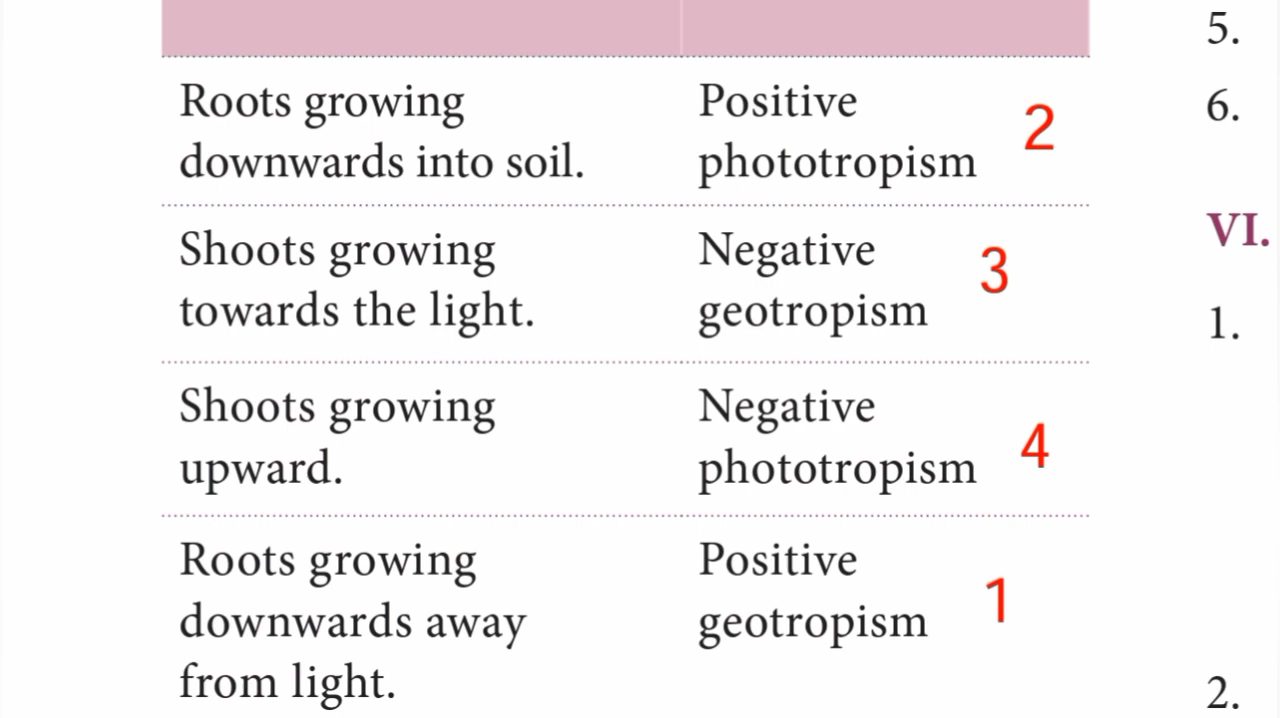 Roots growing
downwards into soil.
Positive
phototropism
2
Shoots growing
towards the light.
Negative
geotropism
3
Shoots growing
upward.
Negative
phototropism
4
Roots growing
downwards away
from light.
Positive
geotropism
1
5.
6.
VI.
1.
2.